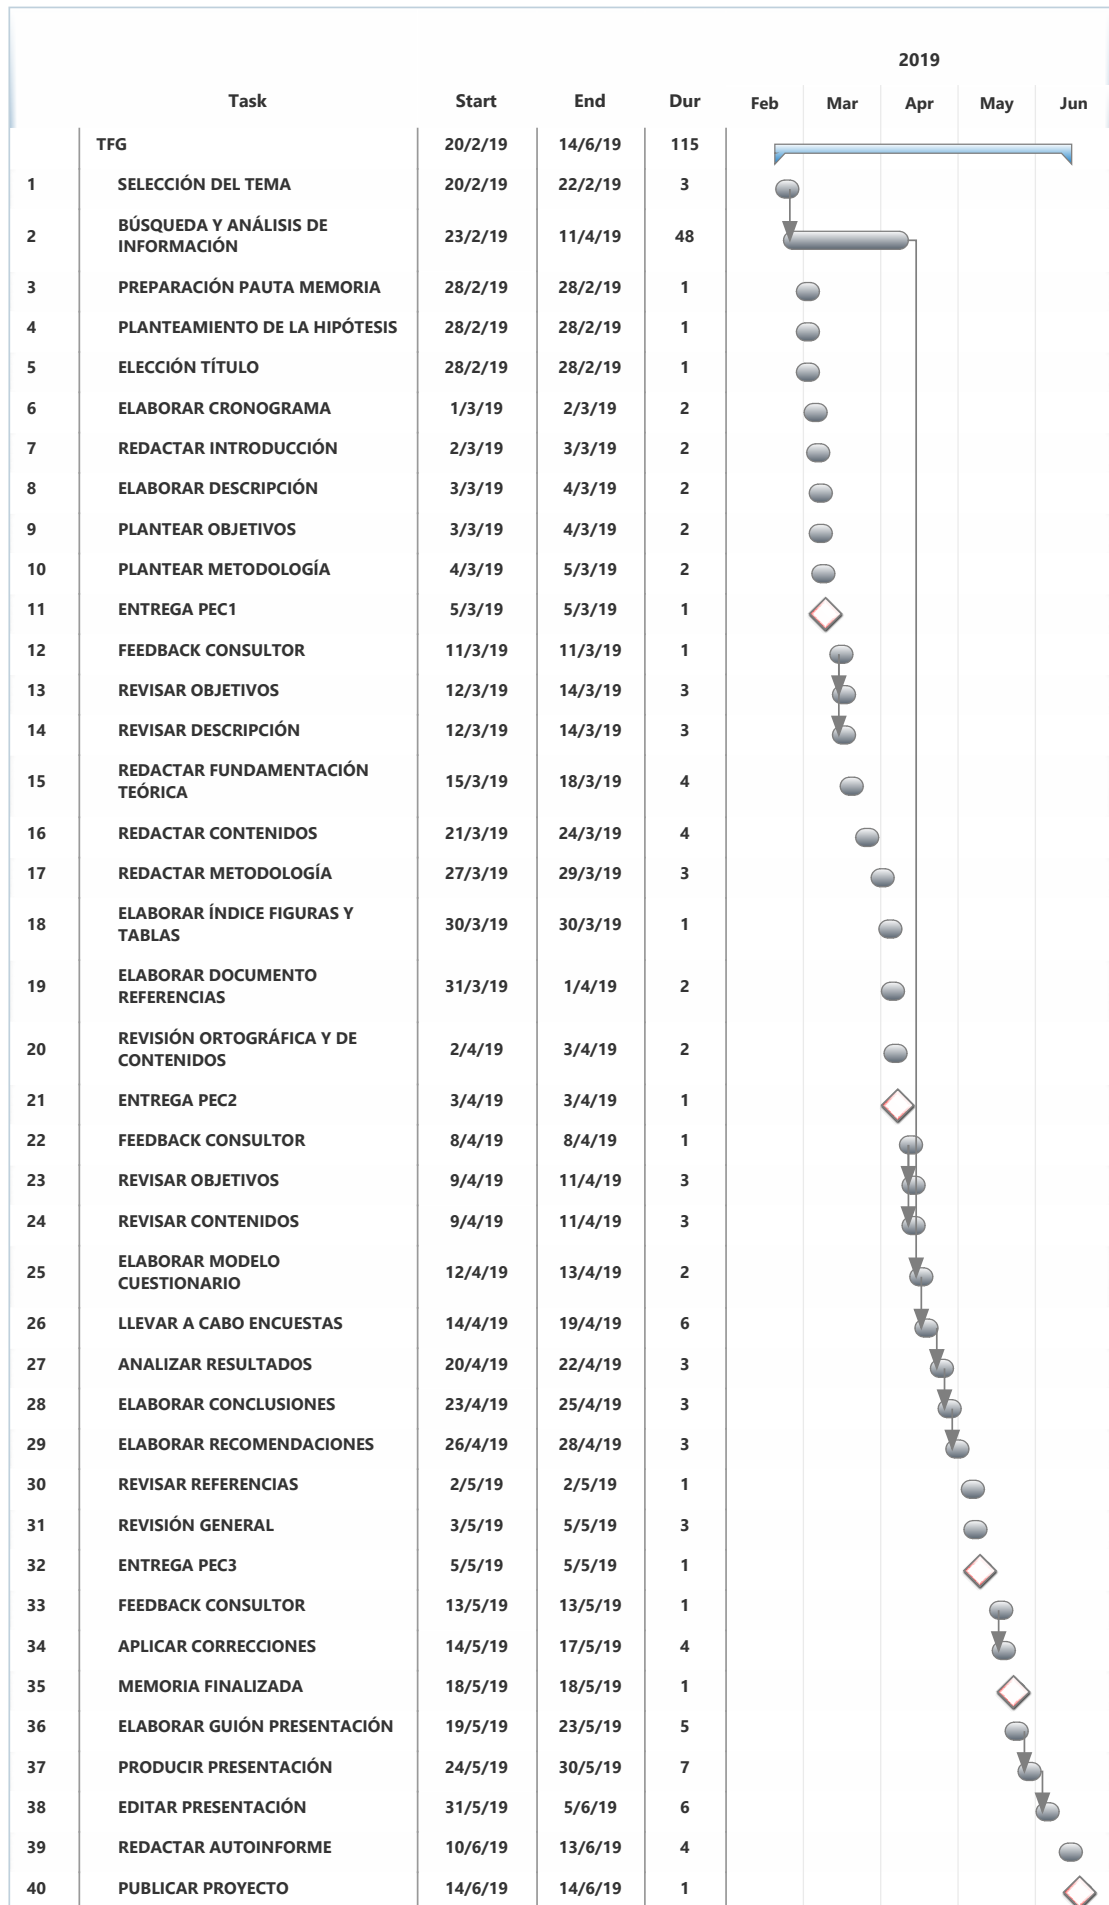 2019
Task Start End Dur Feb Mar Apr May Jun
TFG 20/2/19 14/6/19 115
1 SELECCIÓN DEL TEMA 20/2/19 22/2/19 3
2 BÚSQUEDA Y ANÁLISIS DE
INFORMACIÓN 23/2/19 11/4/19 48
3 PREPARACIÓN PAUTA MEMORIA 28/2/19 28/2/19 1
4 PLANTEAMIENTO DE LA HIPÓTESIS 28/2/19 28/2/19 1
5 ELECCIÓN TÍTULO 28/2/19 28/2/19 1
6 ELABORAR CRONOGRAMA 1/3/19 2/3/19 2
7 REDACTAR INTRODUCCIÓN 2/3/19 3/3/19 2
8 ELABORAR DESCRIPCIÓN 3/3/19 4/3/19 2
9 PLANTEAR OBJETIVOS 3/3/19 4/3/19 2
10 PLANTEAR METODOLOGÍA 4/3/19 5/3/19 2
11 ENTREGA PEC1 5/3/19 5/3/19 1
12 FEEDBACK CONSULTOR 11/3/19 11/3/19 1
13 REVISAR OBJETIVOS 12/3/19 14/3/19 3
14 REVISAR DESCRIPCIÓN 12/3/19 14/3/19 3
15 REDACTAR FUNDAMENTACIÓN
TEÓRICA 15/3/19 18/3/19 4
16 REDACTAR CONTENIDOS 21/3/19 24/3/19 4
17 REDACTAR METODOLOGÍA 27/3/19 29/3/19 3
18 ELABORAR ÍNDICE FIGURAS Y
TABLAS 30/3/19 30/3/19 1
19 ELABORAR DOCUMENTO
REFERENCIAS 31/3/19 1/4/19 2
20 REVISIÓN ORTOGRÁFICA Y DE
CONTENIDOS 2/4/19 3/4/19 2
21 ENTREGA PEC2 3/4/19 3/4/19 1
22 FEEDBACK CONSULTOR 8/4/19 8/4/19 1
23 REVISAR OBJETIVOS 9/4/19 11/4/19 3
24 REVISAR CONTENIDOS 9/4/19 11/4/19 3
25 ELABORAR MODELO
CUESTIONARIO 12/4/19 13/4/19 2
26 LLEVAR A CABO ENCUESTAS 14/4/19 19/4/19 6
27 ANALIZAR RESULTADOS 20/4/19 22/4/19 3
28 ELABORAR CONCLUSIONES 23/4/19 25/4/19 3
29 ELABORAR RECOMENDACIONES 26/4/19 28/4/19 3
30 REVISAR REFERENCIAS 2/5/19 2/5/19 1
31 REVISIÓN GENERAL 3/5/19 5/5/19 3
32 ENTREGA PEC3 5/5/19 5/5/19 1
33 FEEDBACK CONSULTOR 13/5/19 13/5/19 1
34 APLICAR CORRECCIONES 14/5/19 17/5/19 4
35 MEMORIA FINALIZADA 18/5/19 18/5/19 1
36 ELABORAR GUIÓN PRESENTACIÓN 19/5/19 23/5/19 5
37 PRODUCIR PRESENTACIÓN 24/5/19 30/5/19 7
38 EDITAR PRESENTACIÓN 31/5/19 5/6/19 6
39 REDACTAR AUTOINFORME 10/6/19 13/6/19 4
40 PUBLICAR PROYECTO 14/6/19 14/6/19 1